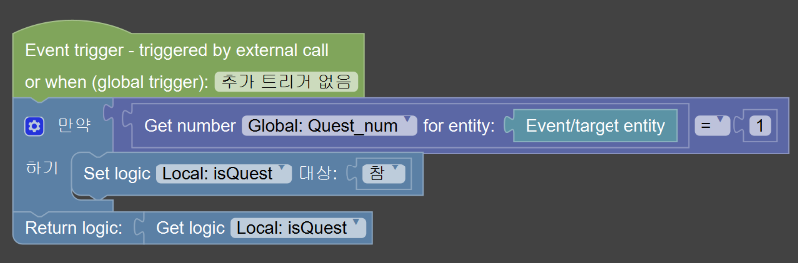 Event trigger - triggered by external call
or when (global trigger): 추가 트리거 없음
만약 Get number Global: Quest_num for entity: Event/target entity = 1
하기 Set logic Local: isQuest 대상: 참
Return logic: Get logic Local: isQuest